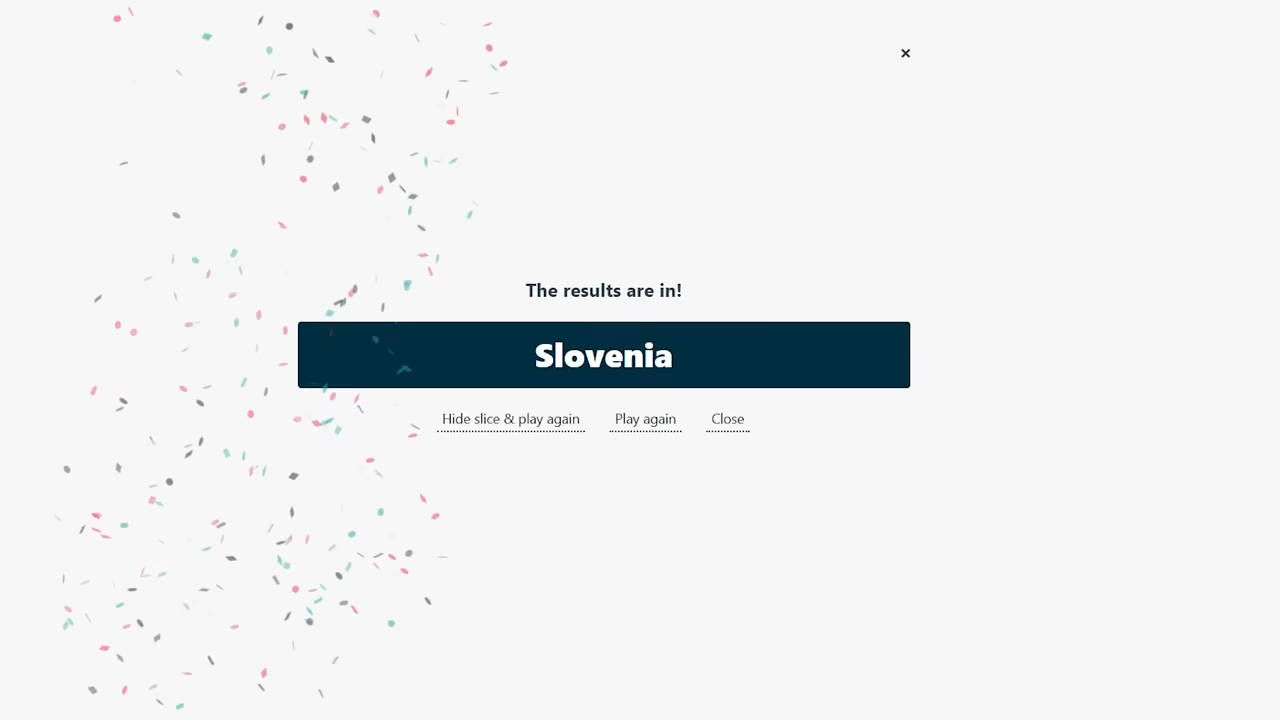 ×
The results are in!
Slovenia
Hide slice & play again Play again Close